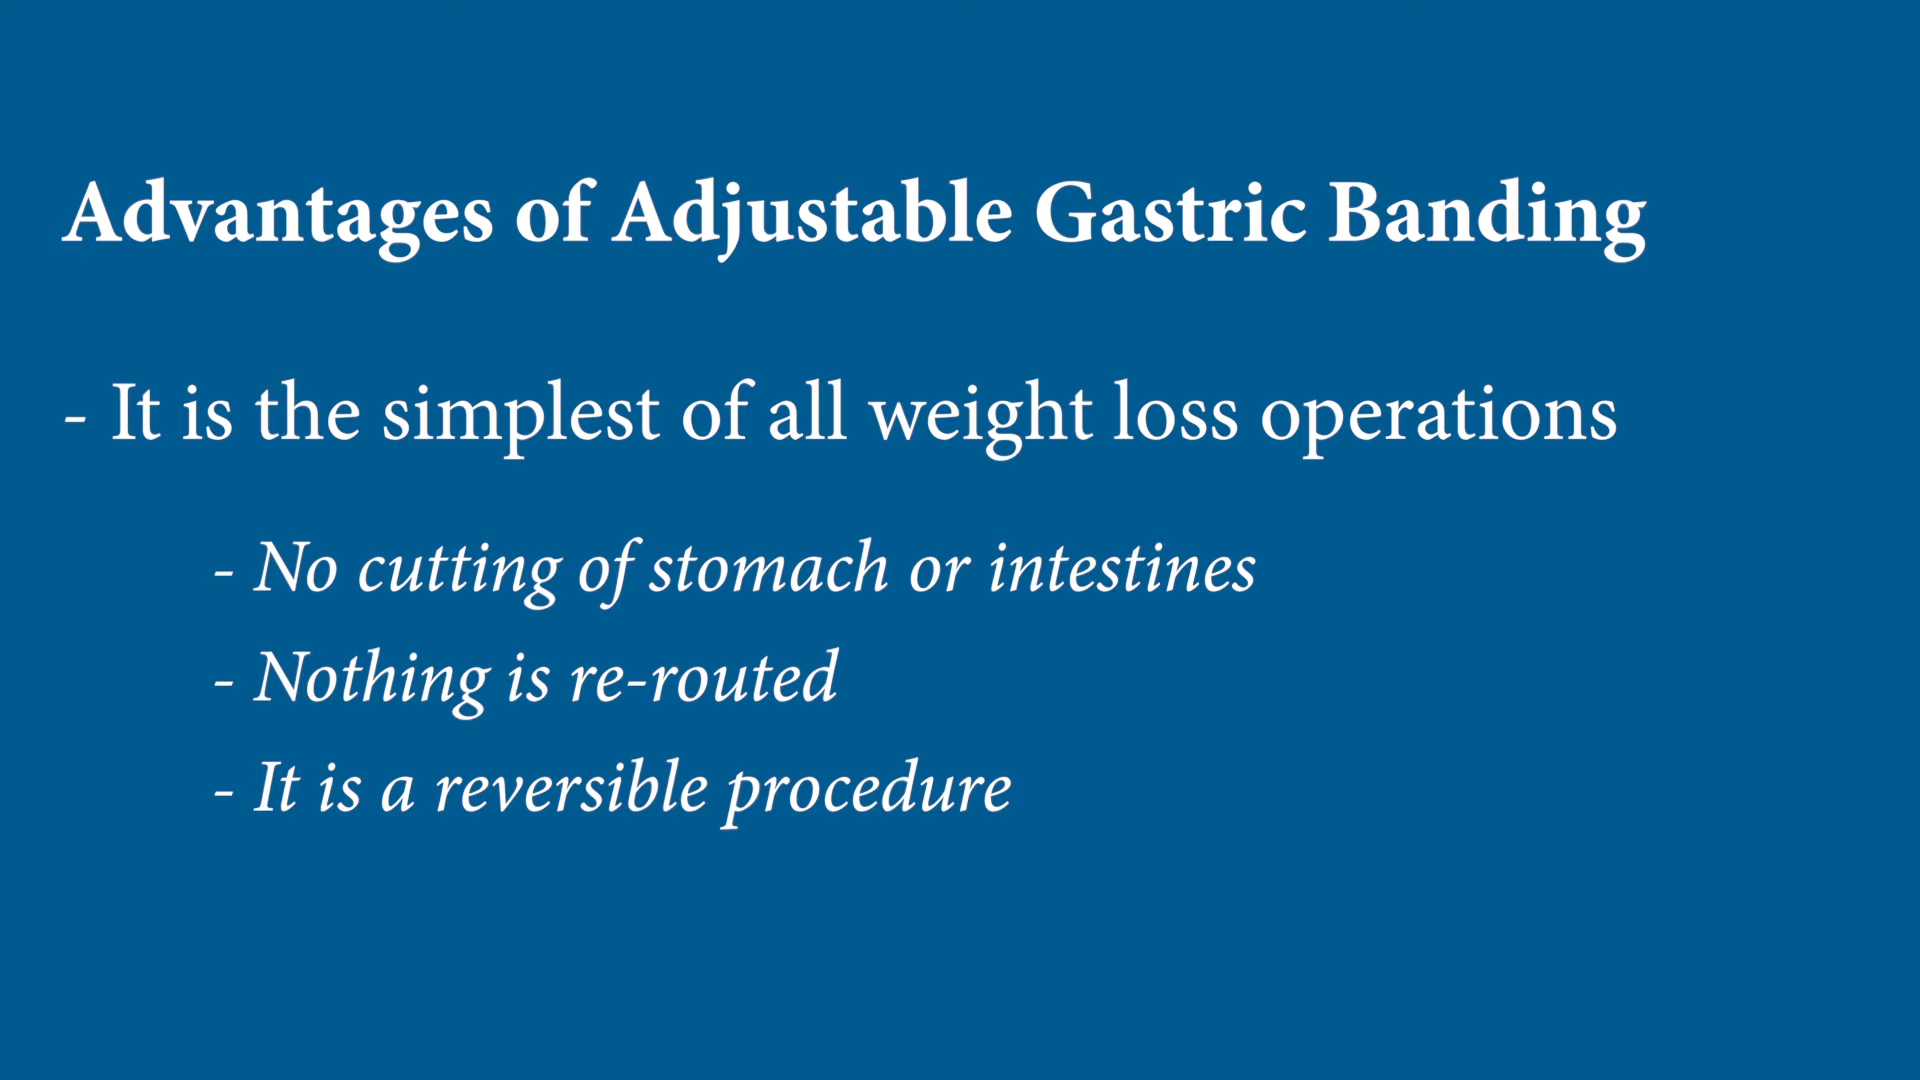 Advantages of Adjustable Gastric Banding
- It is the simplest of all weight loss operations
- No cutting of stomach or intestines
- Nothing is re-routed
- It is a reversible procedure